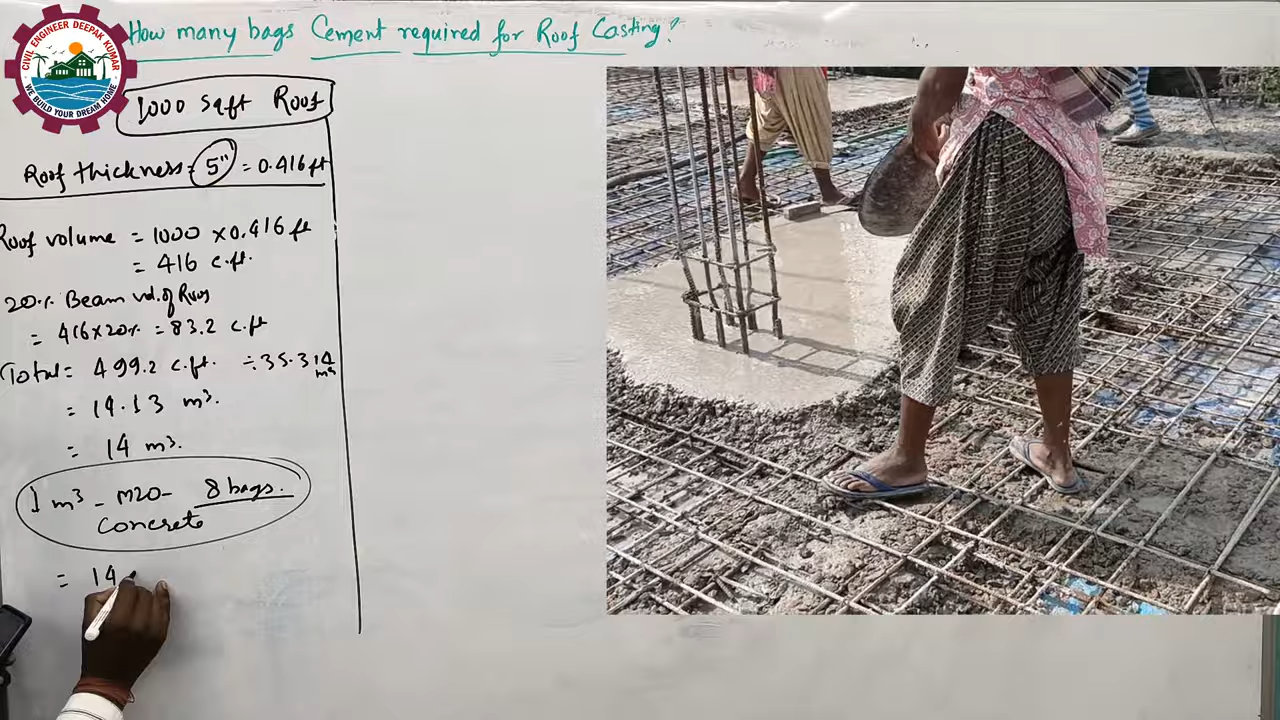 How many bags Cement required for Roof Casting?
CIVIL ENGINEER DEEPAK KUMAR
WE BUILD YOUR DREAM HOME
1000 Sqft Roof
Roof thickness = 5" = 0.416 ft
Roof volume = 1000 x 0.416 ft
= 416 c.ft.
20% Beam vol. of Roof
= 416x20% = 83.2 c.ft
Total = 499.2 c.ft. ÷ 35.314
m3
= 14.13 m³.
= 14 m³.
1 m³ - M20 - 8 bags.
Concrete
= 14